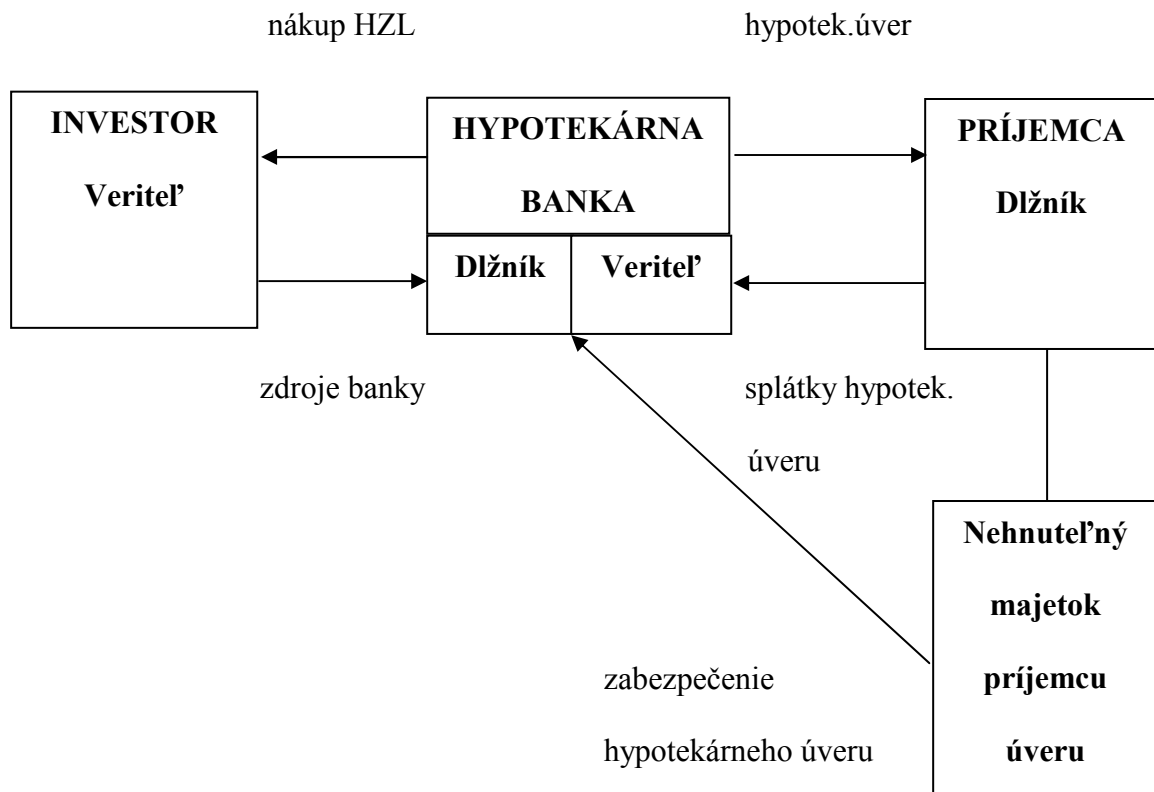 nákup HZL
hypotek.úver
INVESTOR
Veriteľ
HYPOTEKÁRNA
BANKA
Dlžník
Veriteľ
PRÍJEMCA
Dlžník
zdroje banky
splátky hypotek.
úveru
Nehnuteľný
majetok
príjemcu
úveru
zabezpečenie
hypotekárneho úveru